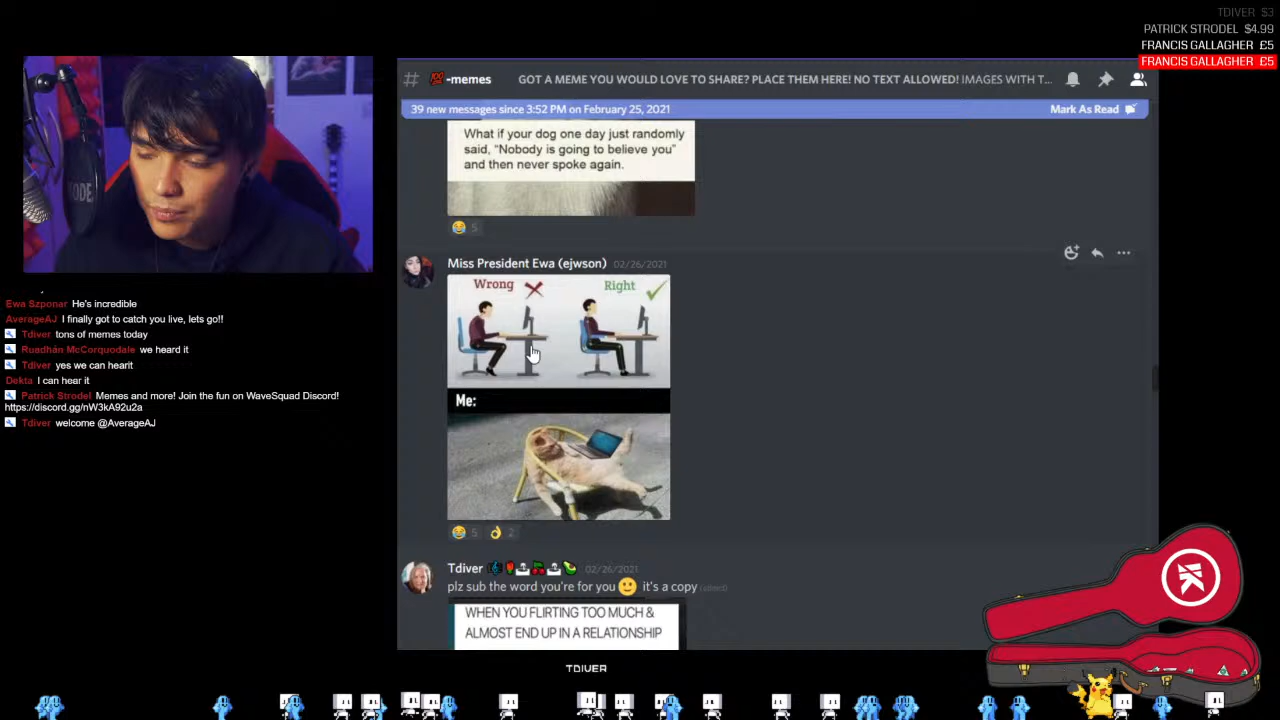 TDIVER $3
PATRICK STRODEL $4.99
FRANCIS GALLAGHER £5
FRANCIS GALLAGHER £5
# 💯-memes GOT A MEME YOU WOULD LOVE TO SHARE? PLACE THEM HERE! NO TEXT ALLOWED! IMAGES WITH T...
39 new messages since 3:52 PM on February 25, 2021 Mark As Read
What if your dog one day just randomly
said, “Nobody is going to believe you”
and then never spoke again.
😂 5
Miss President Ewa (ejwson) 02/26/2021
Wrong Right
Me:
😂 5 👌 2
Tdiver 02/26/2021
plz sub the word you're for you 🙂 it's a copy (edited)
WHEN YOU FLIRTING TOO MUCH &
ALMOST END UP IN A RELATIONSHIP
MODE.
Ewa Szponar He's incredible
AverageAJ I finally got to catch you live, lets go!!
Tdiver tons of memes today
Ruadhán McCorquodale we heard it
Tdiver yes we can hearit
Dekta I can hear it
Patrick Strodel Memes and more! Join the fun on WaveSquad Discord!
https://discord.gg/nW3kA92u2a
Tdiver welcome @AverageAJ
TDIVER